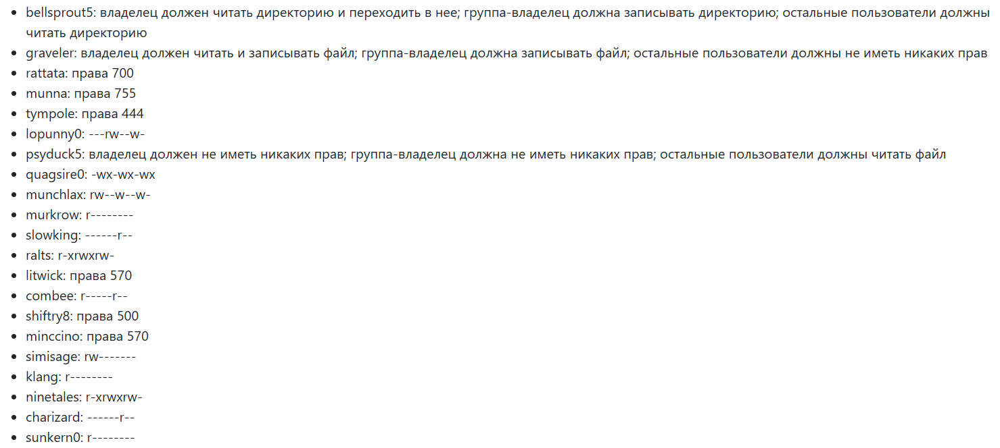 • bellsprout5: владелец должен читать директорию и переходить в нее; группа-владелец должна записывать директорию; остальные пользователи должны
читать директорию
• graveler: владелец должен читать и записывать файл; группа-владелец должна записывать файл; остальные пользователи должны не иметь никаких прав
• rattata: права 700
• munna: права 755
• tympole: права 444
• lopunny0: ---rw--w-
• psyduck5: владелец должен не иметь никаких прав; группа-владелец должна не иметь никаких прав; остальные пользователи должны читать файл
• quagsire0: -wx-wx-wx
• munchlax: rw--w--w-
• murkrow: r--------
• slowking: ------r--
• ralts: r-xrwxrw-
• litwick: права 570
• combee: r-----r--
• shiftry8: права 500
• minccino: права 570
• simisage: rw-------
• klang: r--------
• ninetales: r-xrwxrw-
• charizard: ------r--
• sunkern0: r--------